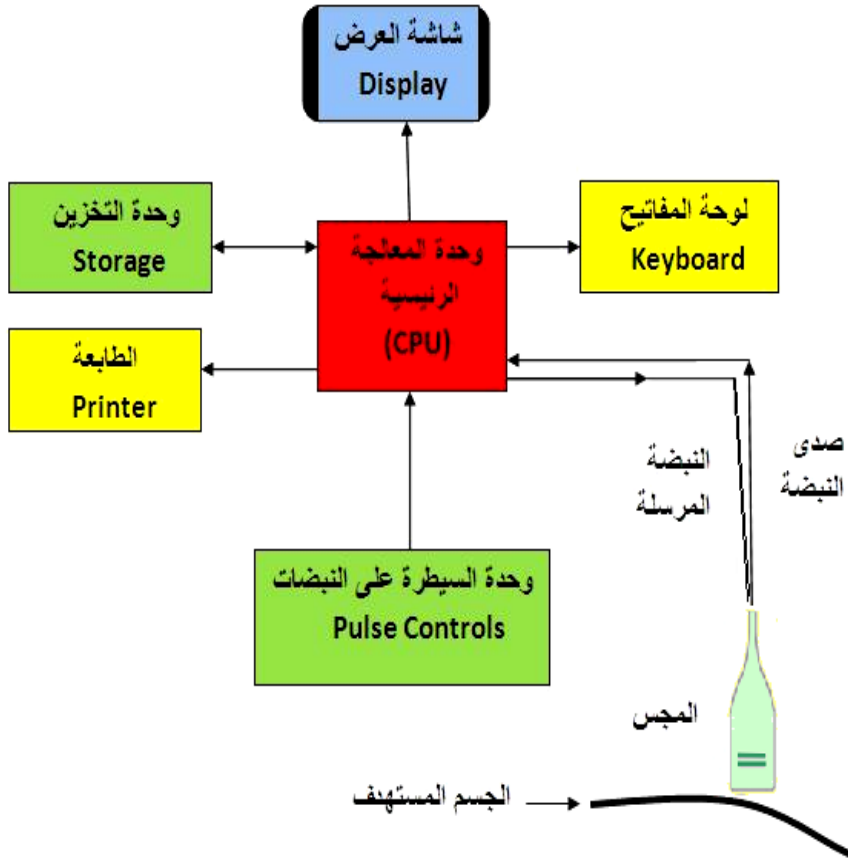 شاشة العرض
Display
وحدة التخزين
Storage
وحدة المعالجة
الرئيسية
(CPU)
لوحة المفاتيح
Keyboard
الطابعة
Printer
صدى
النبضة
النبضة
المرسلة
وحدة السيطرة على النبضات
Pulse Controls
المجس
الجسم المستهدف